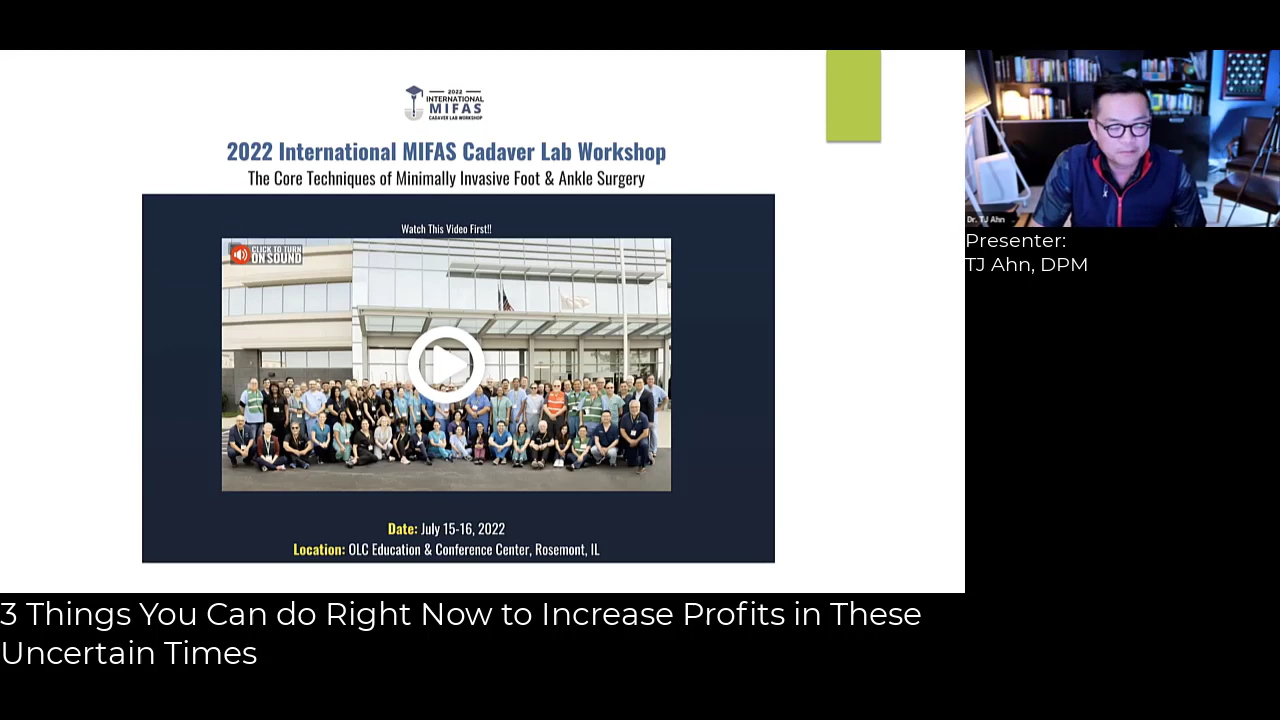 2022
INTERNATIONAL
MIFAS
CADAVER LAB WORKSHOP
2022 International MIFAS Cadaver Lab Workshop
The Core Techniques of Minimally Invasive Foot & Ankle Surgery
Watch This Video First!!
CLICK TO TURN
ON SOUND
Date: July 15-16, 2022
Location: OLC Education & Conference Center, Rosemont, IL
Dr. TJ Ahn
Presenter:
TJ Ahn, DPM
3 Things You Can do Right Now to Increase Profits in These
Uncertain Times